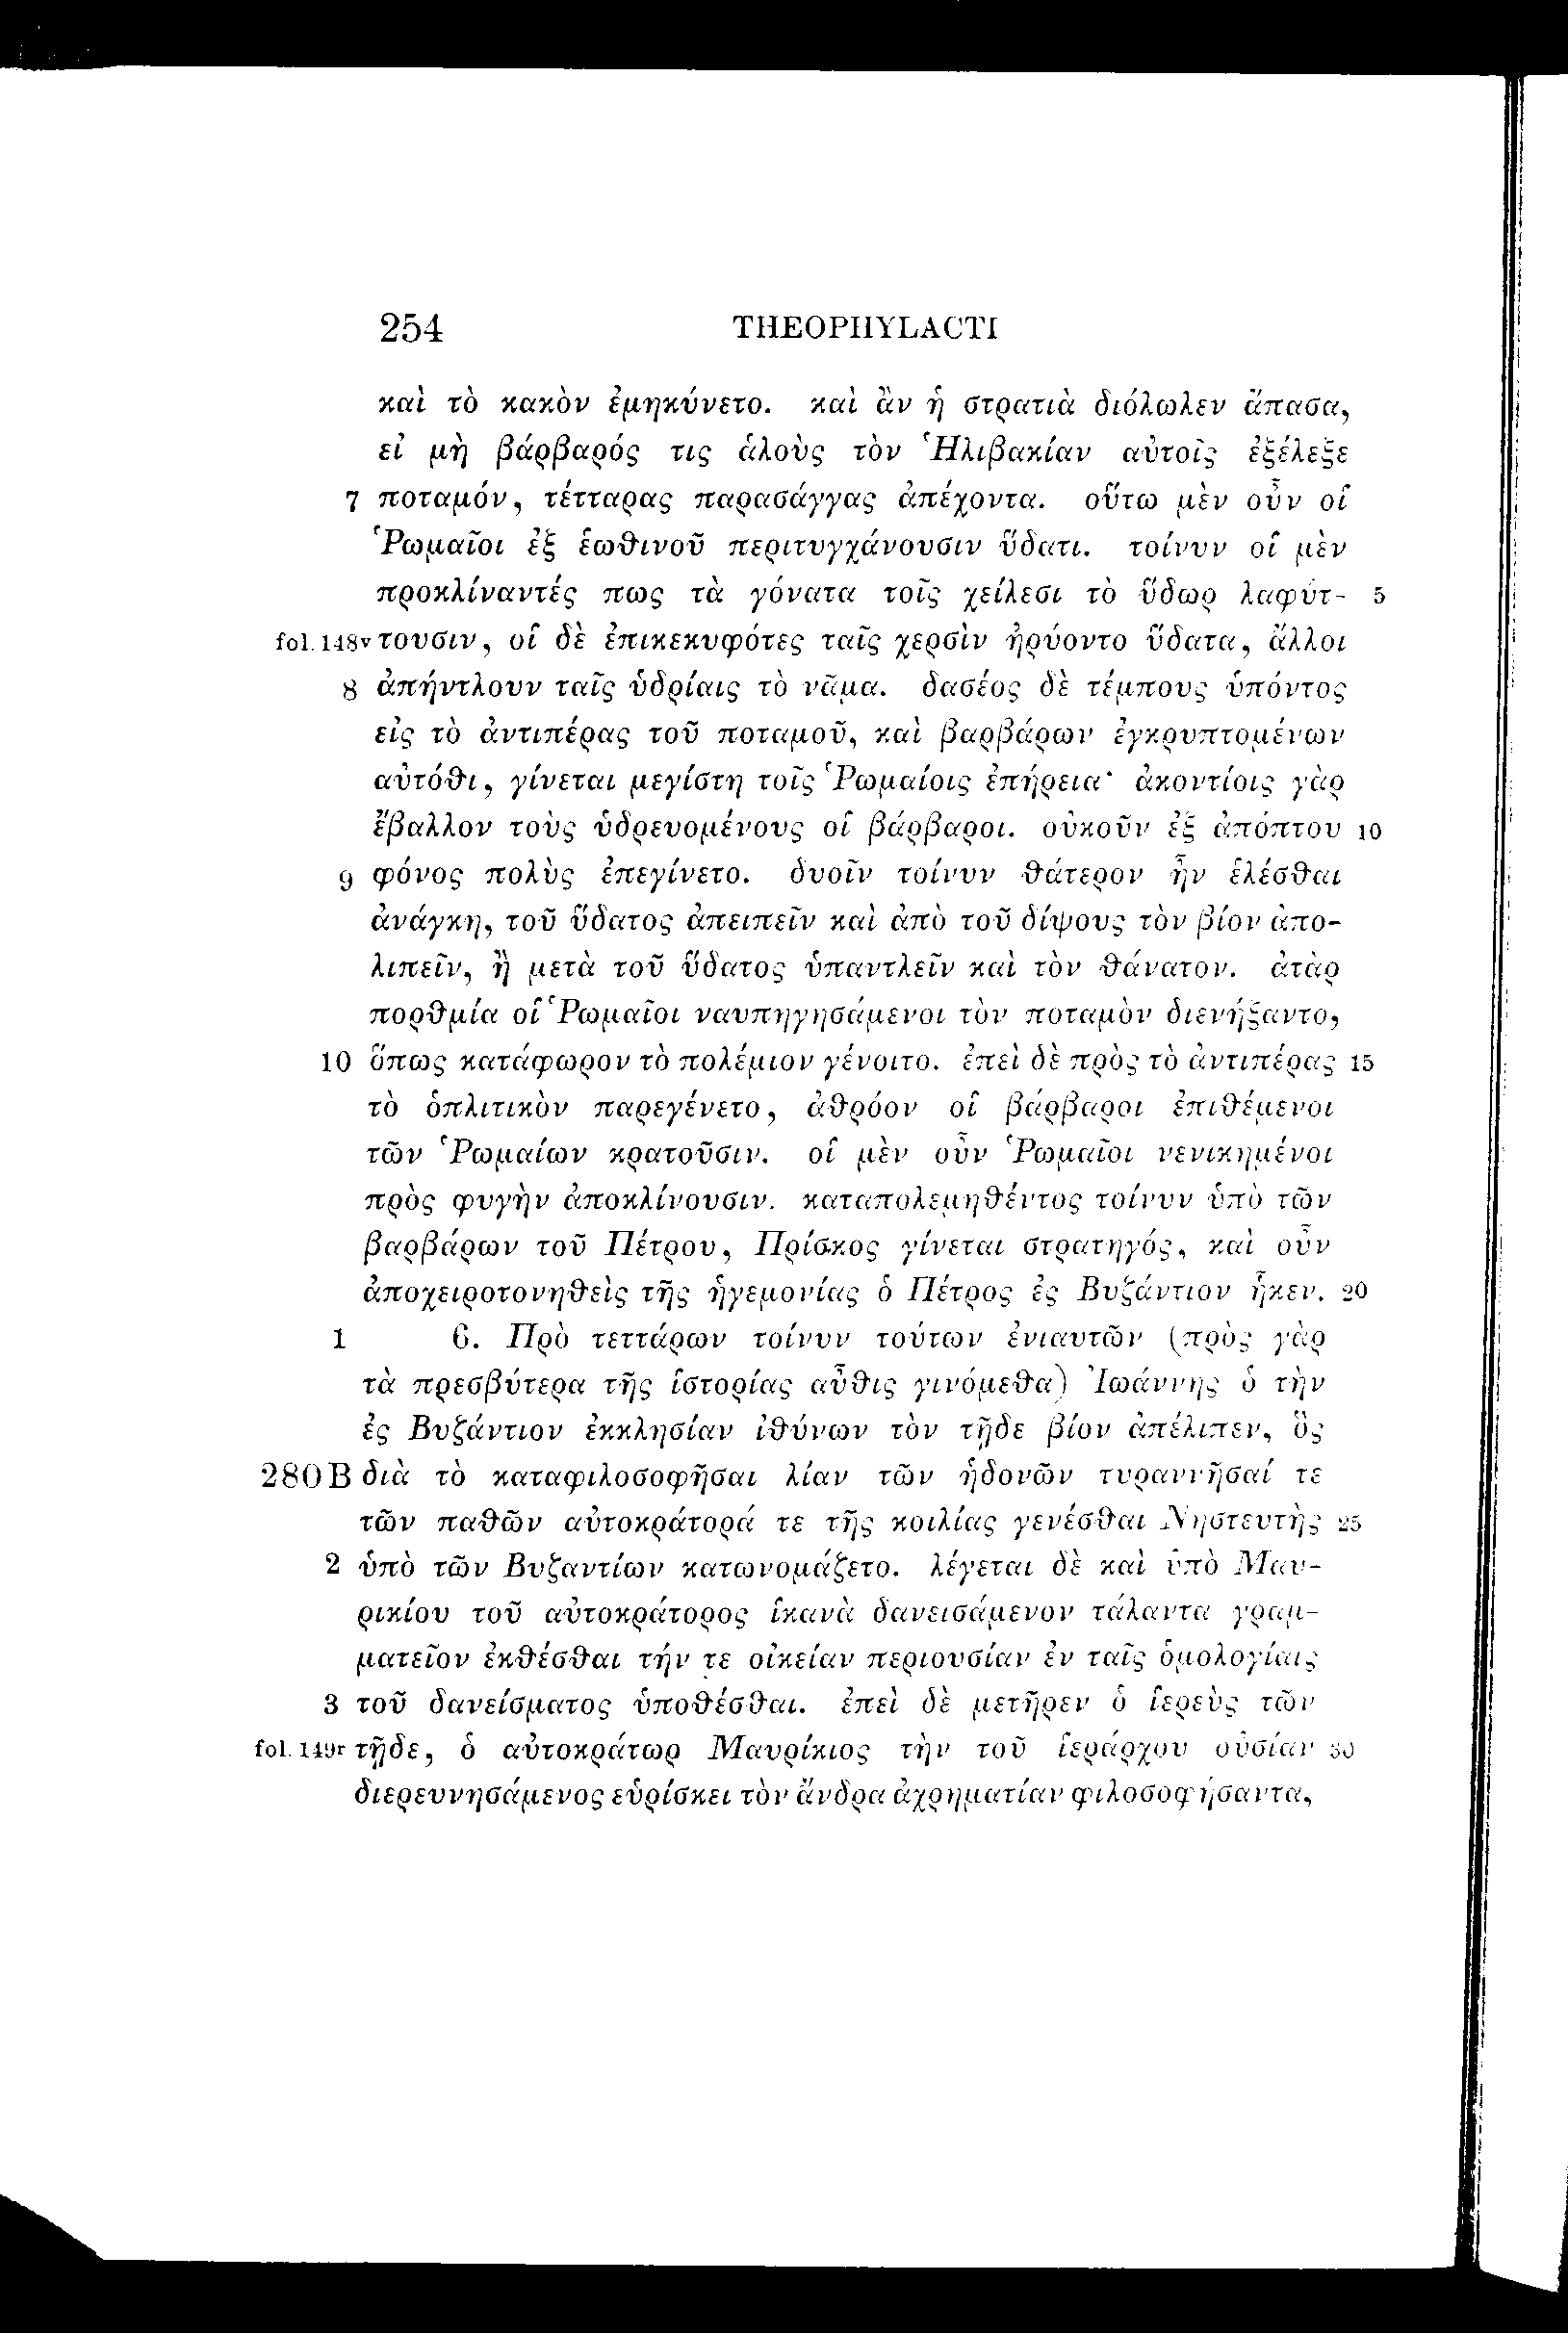 254 THEOPHYLACTI
καὶ τὸ κακὸν ἐμηκύνετο. καὶ ἂν ἡ στρατιὰ διόλωλεν ἅπασα,
εἰ μὴ βάρβαρός τις ἁλοὺς τὸν Ἡλιβακίαν αὐτοῖς ἐξέλεξε
7 ποταμόν, τέτταρας παρασάγγας ἀπέχοντα. οὕτω μὲν οὖν οἱ
Ῥωμαῖοι ἐξ ἑωθινοῦ περιτυγχάνουσιν ὕδατι. τοίνυν οἱ μὲν
προκλίναντές πως τὰ γόνατα τοῖς χείλεσι τὸ ὕδωρ λαφύτ- 5
fol. 148v τουσιν, οἱ δὲ ἐπικεκυφότες ταῖς χερσὶν ἠρύοντο ὕδατα, ἄλλοι
8 ἀπήντλουν ταῖς ὑδρίαις τὸ νᾶμα. δασέος δὲ τέμπους ὑπόντος
εἰς τὸ ἀντιπέρας τοῦ ποταμοῦ, καὶ βαρβάρων ἐγκρυπτομένων
αὐτόθι, γίνεται μεγίστη τοῖς Ῥωμαίοις ἐπήρεια· ἀκοντίοις γὰρ
ἔβαλλον τοὺς ὑδρευομένους οἱ βάρβαροι. οὐκοῦν ἐξ ἀπόπτου 10
9 φόνος πολὺς ἐπεγίνετο. δυοῖν τοίνυν θάτερον ἦν ἑλέσθαι
ἀνάγκη, τοῦ ὕδατος ἀπειπεῖν καὶ ἀπὸ τοῦ δίψους τὸν βίον ἀπο-
λιπεῖν, ἢ μετὰ τοῦ ὕδατος ὑπαντλεῖν καὶ τὸν θάνατον. ἀτὰρ
πορθμία οἱ Ῥωμαῖοι ναυπηγησάμενοι τὸν ποταμὸν διενήξαντο,
10 ὅπως κατάφωρον τὸ πολέμιον γένοιτο. ἐπεὶ δὲ πρὸς τὸ ἀντιπέρας 15
τὸ ὁπλιτικὸν παρεγένετο, ἀθρόον οἱ βάρβαροι ἐπιθέμενοι
τῶν Ῥωμαίων κρατοῦσιν. οἱ μὲν οὖν Ῥωμαῖοι νενικημένοι
πρὸς φυγὴν ἀποκλίνουσιν. καταπολεμηθέντος τοίνυν ὑπὸ τῶν
βαρβάρων τοῦ Πέτρου, Πρίσκος γίνεται στρατηγός, καὶ οὖν
ἀποχειροτονηθεὶς τῆς ἡγεμονίας ὁ Πέτρος ἐς Βυζάντιον ἧκεν. 20
1 6. Πρὸ τεττάρων τοίνυν τούτων ἐνιαυτῶν (πρὸς γὰρ
τὰ πρεσβύτερα τῆς ἱστορίας αὖθις γινόμεθα) Ἰωάννης ὁ τὴν
ἐς Βυζάντιον ἐκκλησίαν ἰθύνων τὸν τῇδε βίον ἀπέλιπεν, ὃς
280 B διὰ τὸ καταφιλοσοφῆσαι λίαν τῶν ἡδονῶν τυραννῆσαί τε
τῶν παθῶν αὐτοκράτορά τε τῆς κοιλίας γενέσθαι Νηστευτὴς 25
2 ὑπὸ τῶν Βυζαντίων κατωνομάζετο. λέγεται δὲ καὶ ὑπὸ Μαυ-
ρικίου τοῦ αὐτοκράτορος ἱκανὰ δανεισάμενον τάλαντα γραμ-
ματεῖον ἐκθέσθαι τήν τε οἰκείαν περιουσίαν ἐν ταῖς ὁμολογίαις
3 τοῦ δανείσματος ὑποθέσθαι. ἐπεὶ δὲ μετῆρεν ὁ ἱερεὺς τῶν
fol. 149r τῇδε, ὁ αὐτοκράτωρ Μαυρίκιος τὴν τοῦ ἱεράρχου οὐσίαν 30
διερευνησάμενος εὑρίσκει τὸν ἄνδρα ἀχρηματίαν φιλοσοφήσαντα,